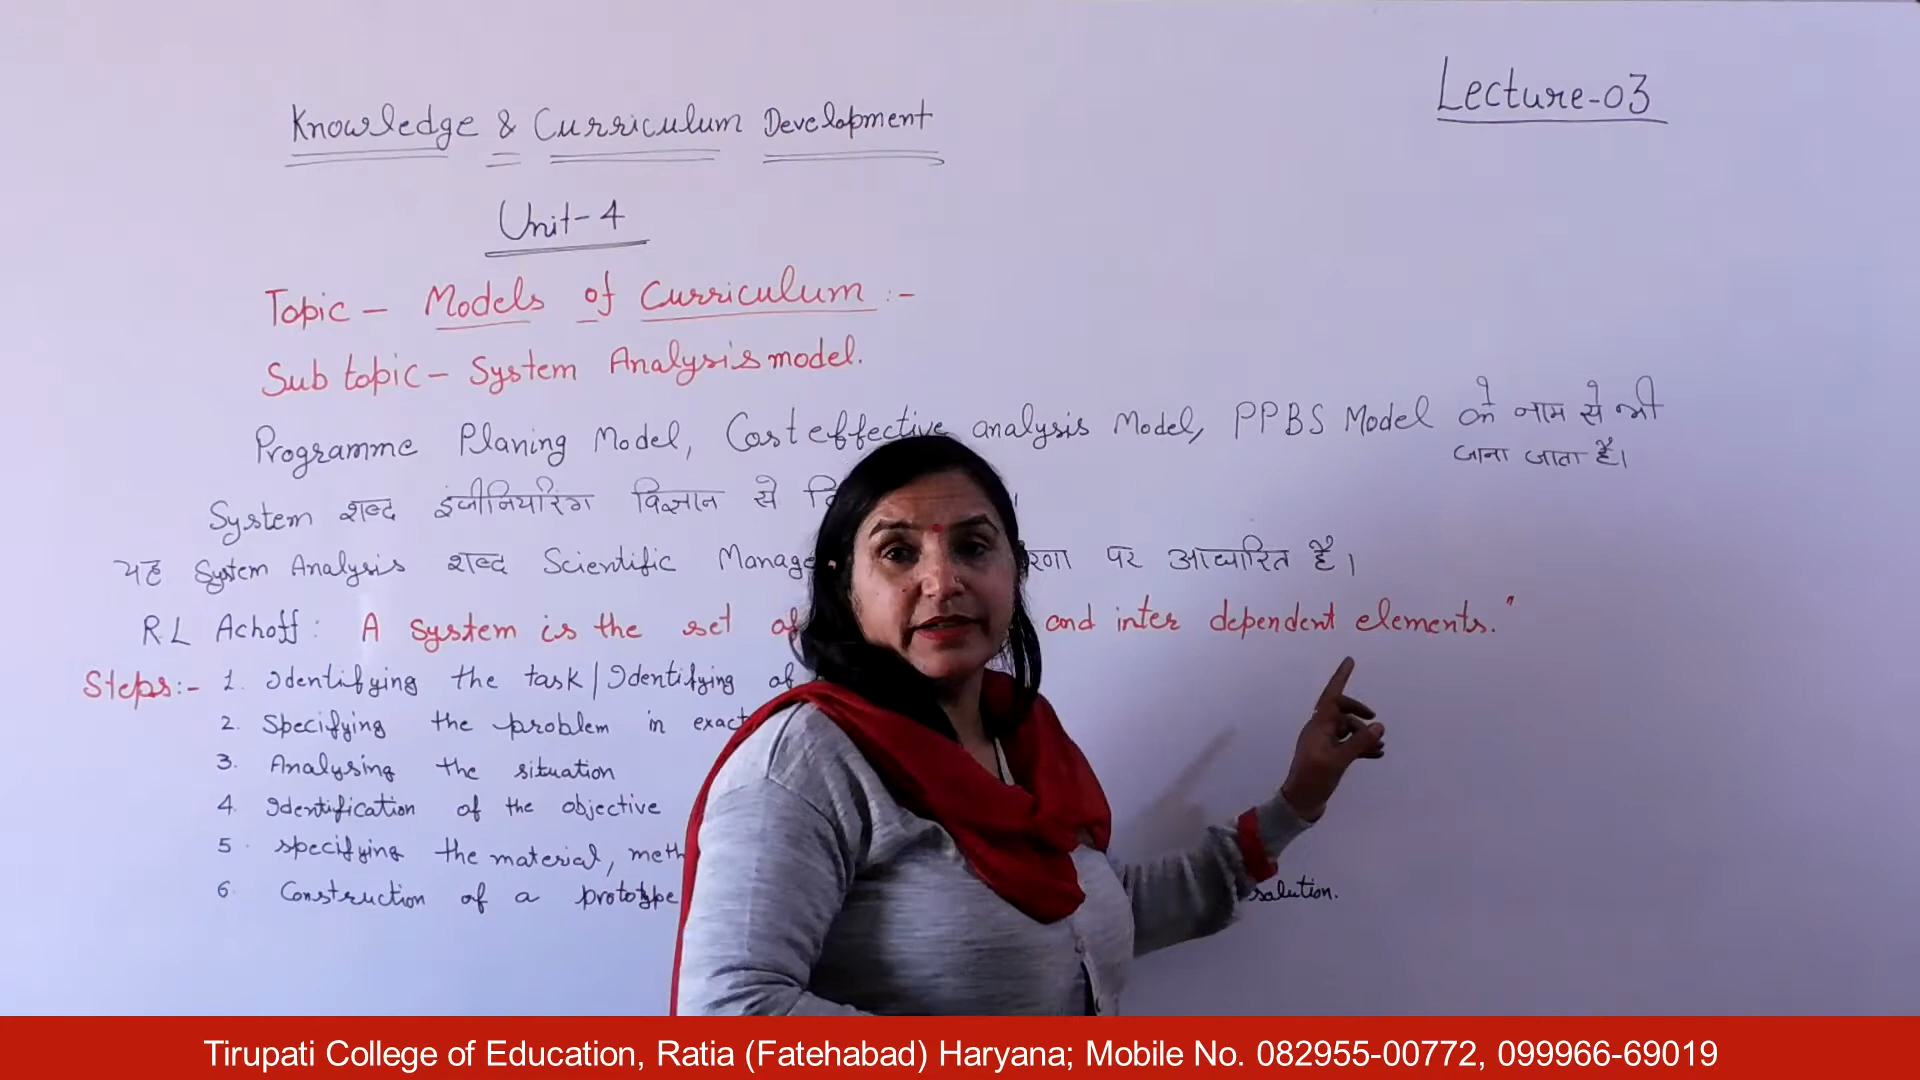 Lecture-03
Knowledge & Curriculum Development
Unit-4
Topic - Models of Curriculum :-
Sub topic - System Analysis model.
Programme Planing Model, Cost effective analysis Model, PPBS Model के नाम से भी
जाना जाता है।
System शब्द इंजीनियरिंग विज्ञान से
यह System Analysis शब्द Scientific पर आधारित है।
R L Achoff: A system is the set of and inter dependent elements."
Steps:- 1. Identifying the task/Identifying of
2. Specifying the problem in exact
3. Analysing the situation
4 Identification of the objective
5. specifying the material,
6. Construction of a prototype solution.
Tirupati College of Education, Ratia (Fatehabad) Haryana; Mobile No. 082955-00772, 099966-69019